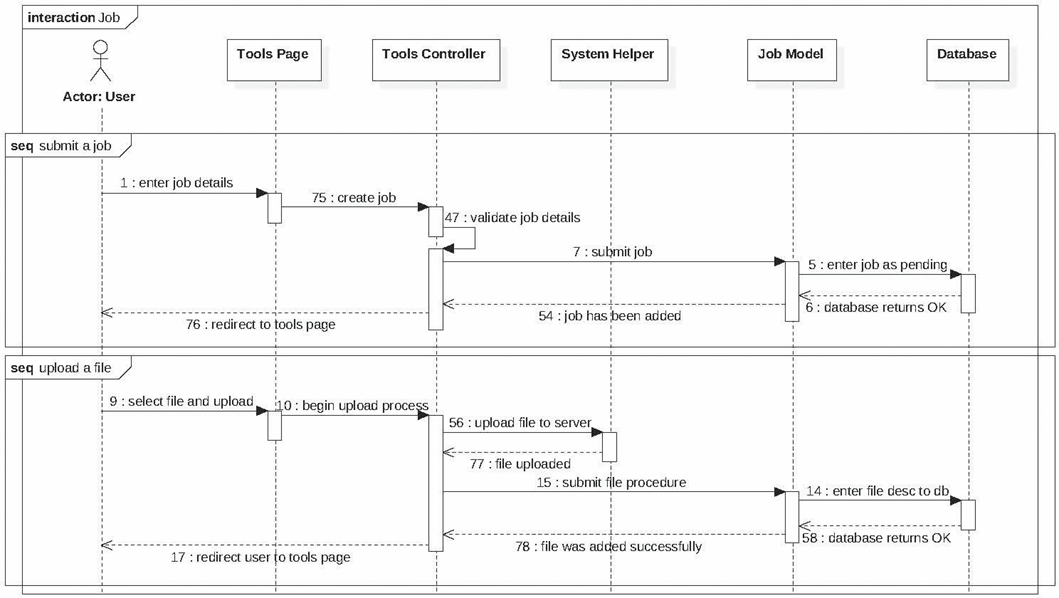 interaction Job
Tools Page
Tools Controller
System Helper
Job Model
Database
Actor: User
seq submit a job
1 : enter job details
75 : create job
47 : validate job details
7 : submit job
5 : enter job as pending
6 : database returns OK
54 : job has been added
76 : redirect to tools page
seq upload a file
9 : select file and upload
10 : begin upload process
56 : upload file to server
77 : file uploaded
15 : submit file procedure
14 : enter file desc to db
58 : database returns OK
78 : file was added successfully
17 : redirect user to tools page